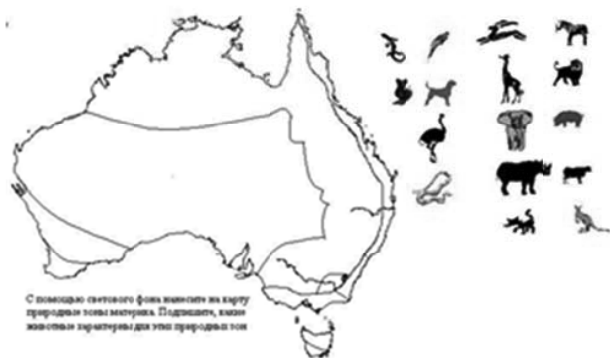 С помощью светового фона нанесите на карту
природные зоны материка. Подпишите, какие
животные характерны для этих природных зон